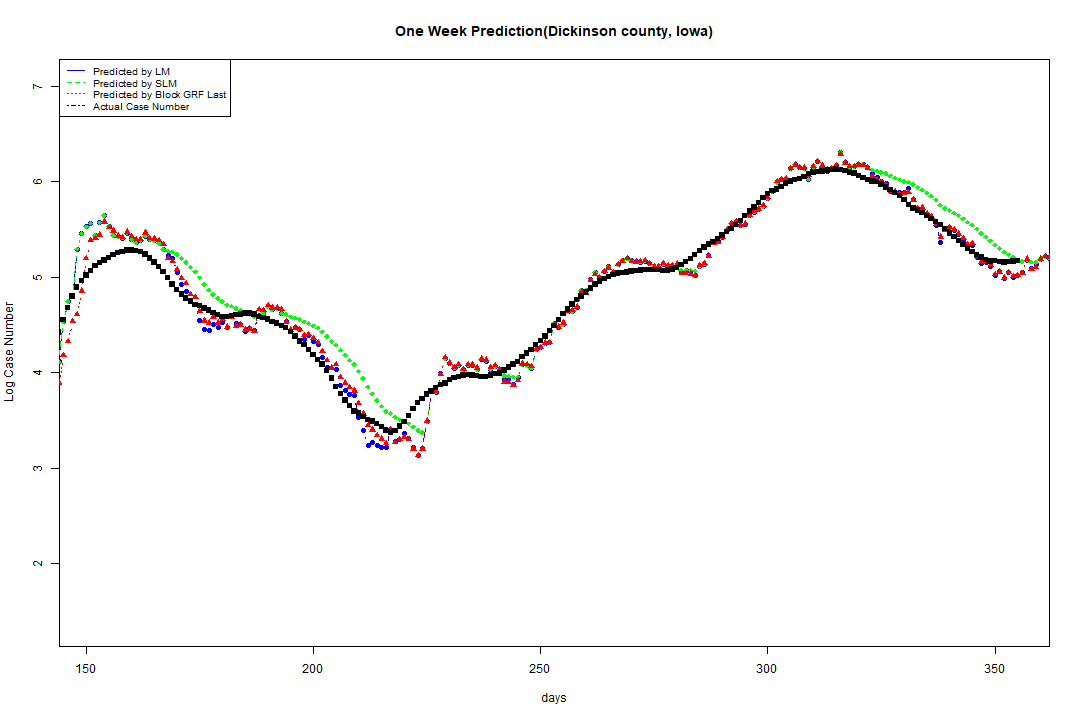 One Week Prediction(Dickinson county, Iowa)
Predicted by LM
Predicted by SLM
Predicted by Block GRF Last
Actual Case Number
7
6
5
4
3
2
Log Case Number
150 200 250 300 350
days